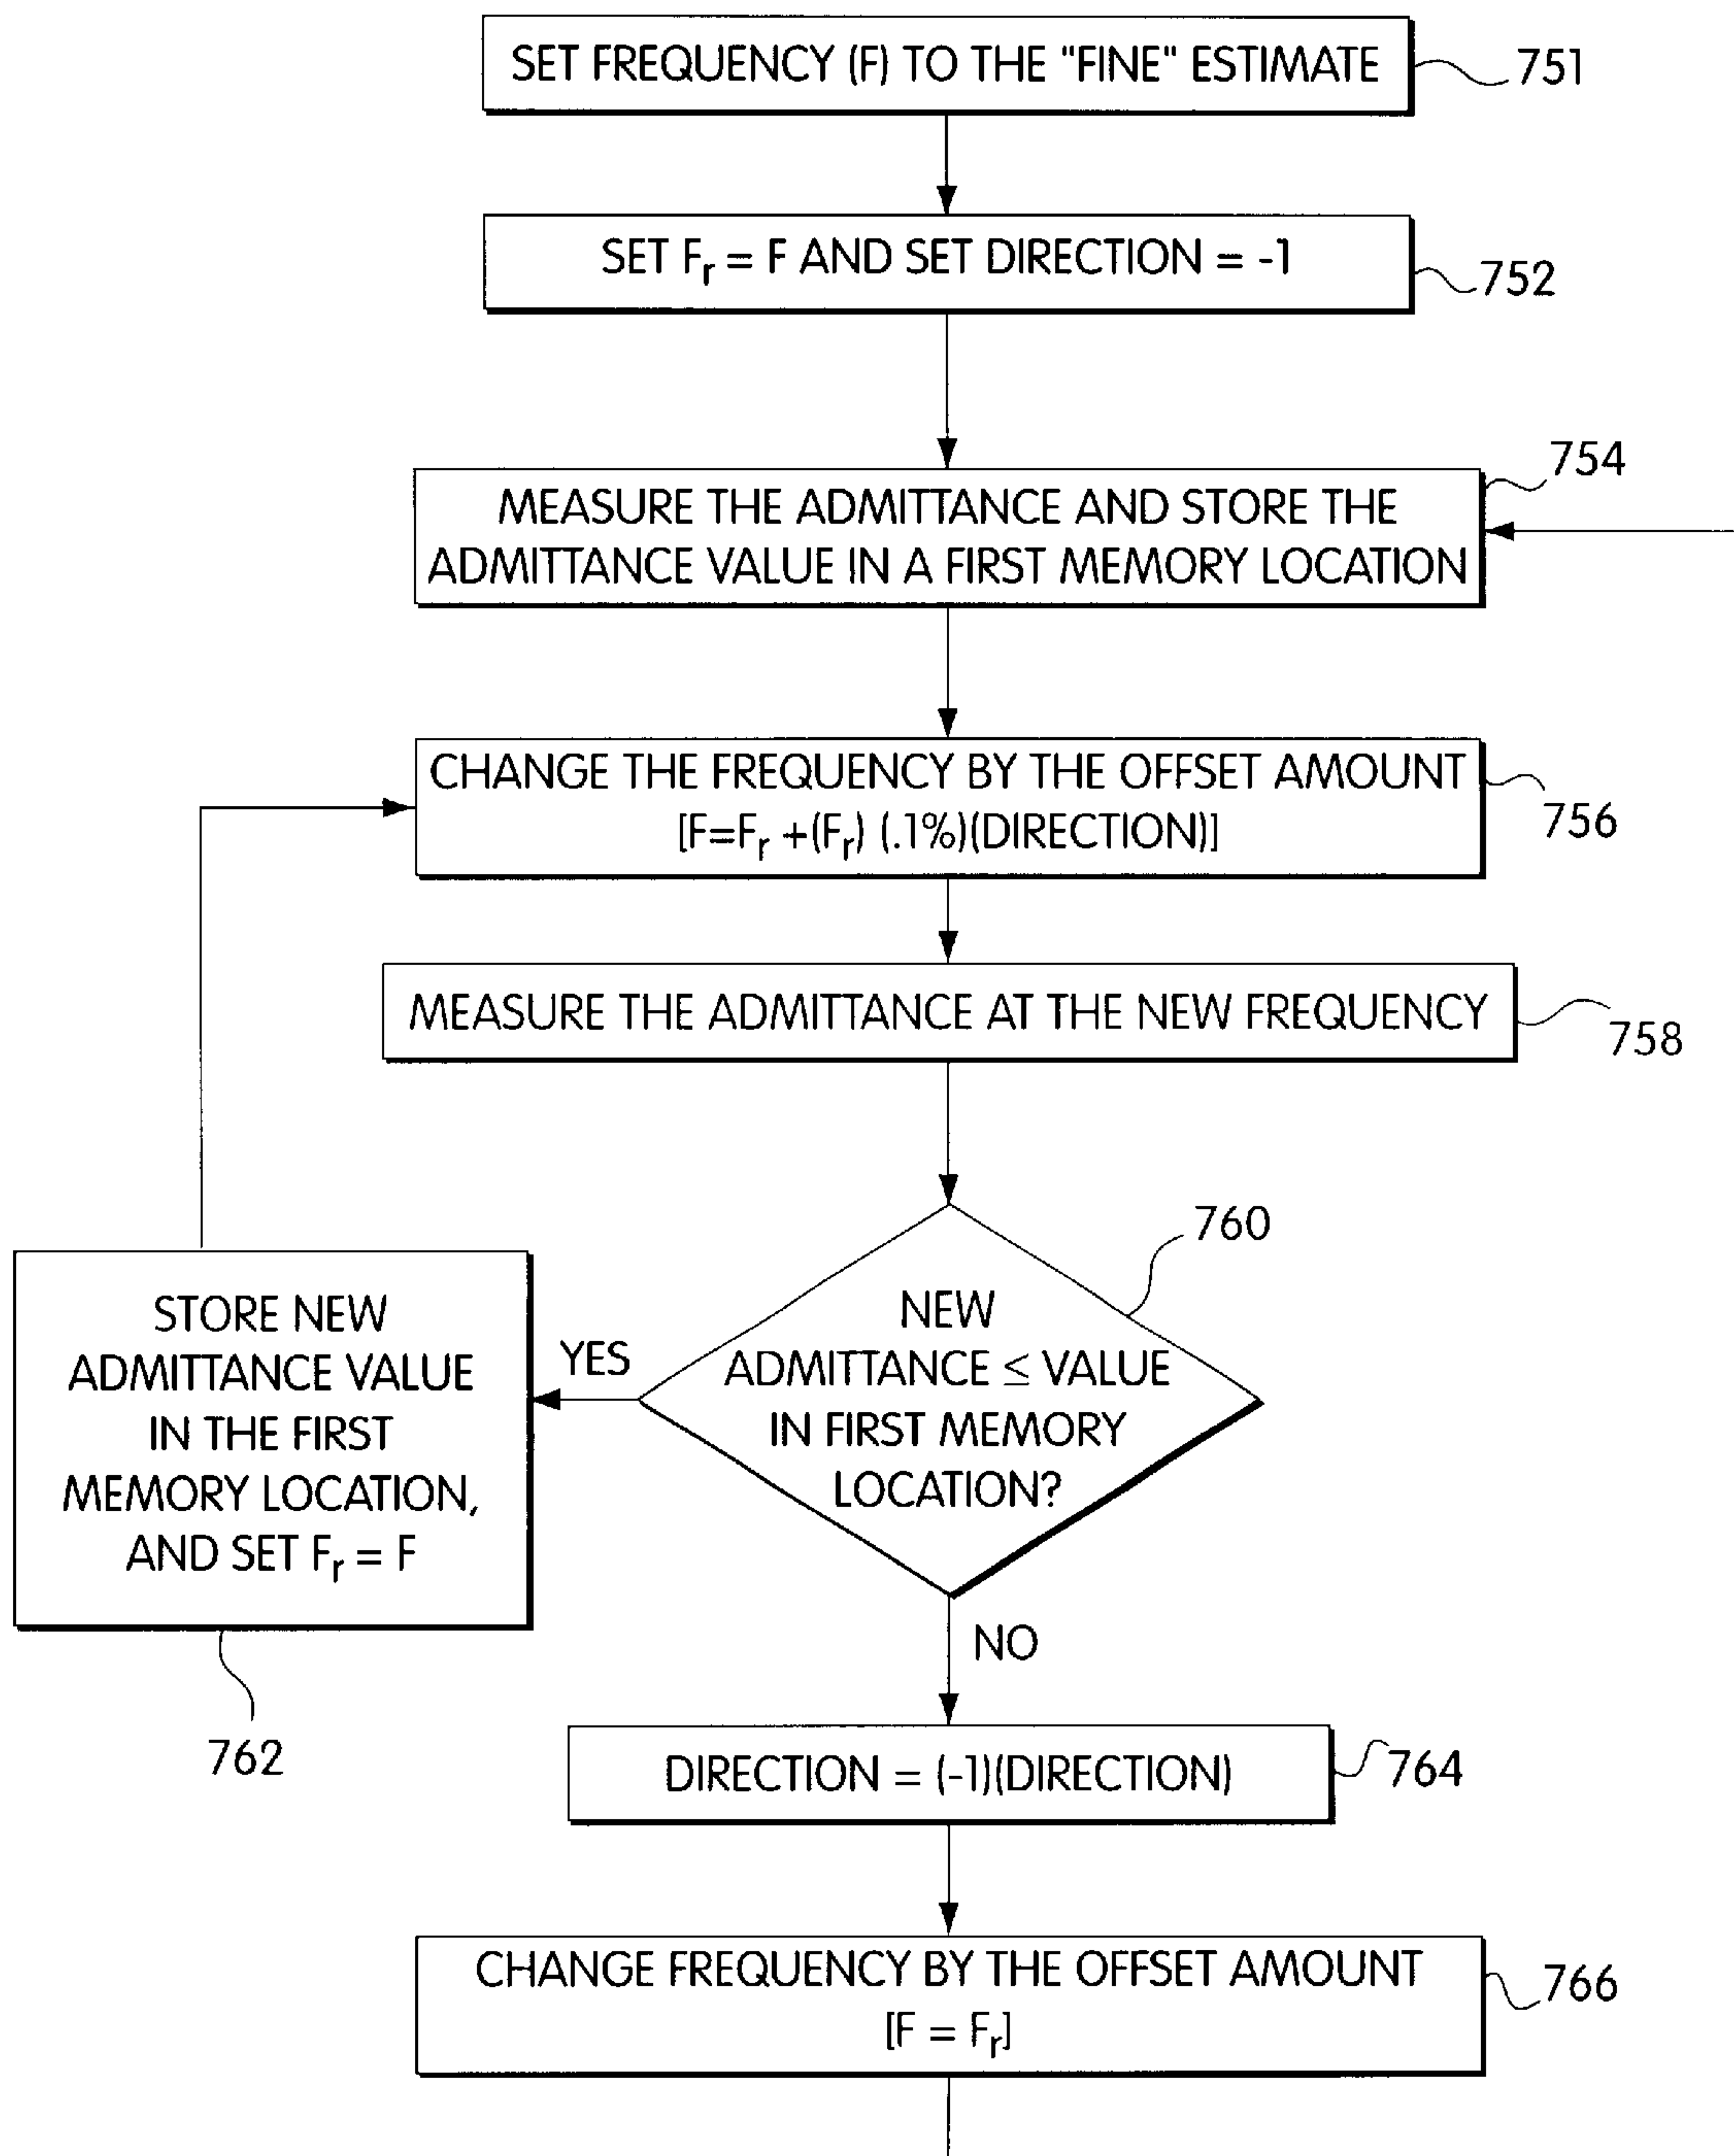 SET FREQUENCY (F) TO THE "FINE" ESTIMATE
751
SET Fr = F AND SET DIRECTION = -1
752
754
MEASURE THE ADMITTANCE AND STORE THE
ADMITTANCE VALUE IN A FIRST MEMORY LOCATION
CHANGE THE FREQUENCY BY THE OFFSET AMOUNT
[F=Fr +(Fr) (.1%)(DIRECTION)]
756
MEASURE THE ADMITTANCE AT THE NEW FREQUENCY
758
760
NEW
ADMITTANCE ≤ VALUE
IN FIRST MEMORY
LOCATION?
YES
STORE NEW
ADMITTANCE VALUE
IN THE FIRST
MEMORY LOCATION,
AND SET Fr = F
762
NO
DIRECTION = (-1)(DIRECTION)
764
CHANGE FREQUENCY BY THE OFFSET AMOUNT
[F = Fr]
766